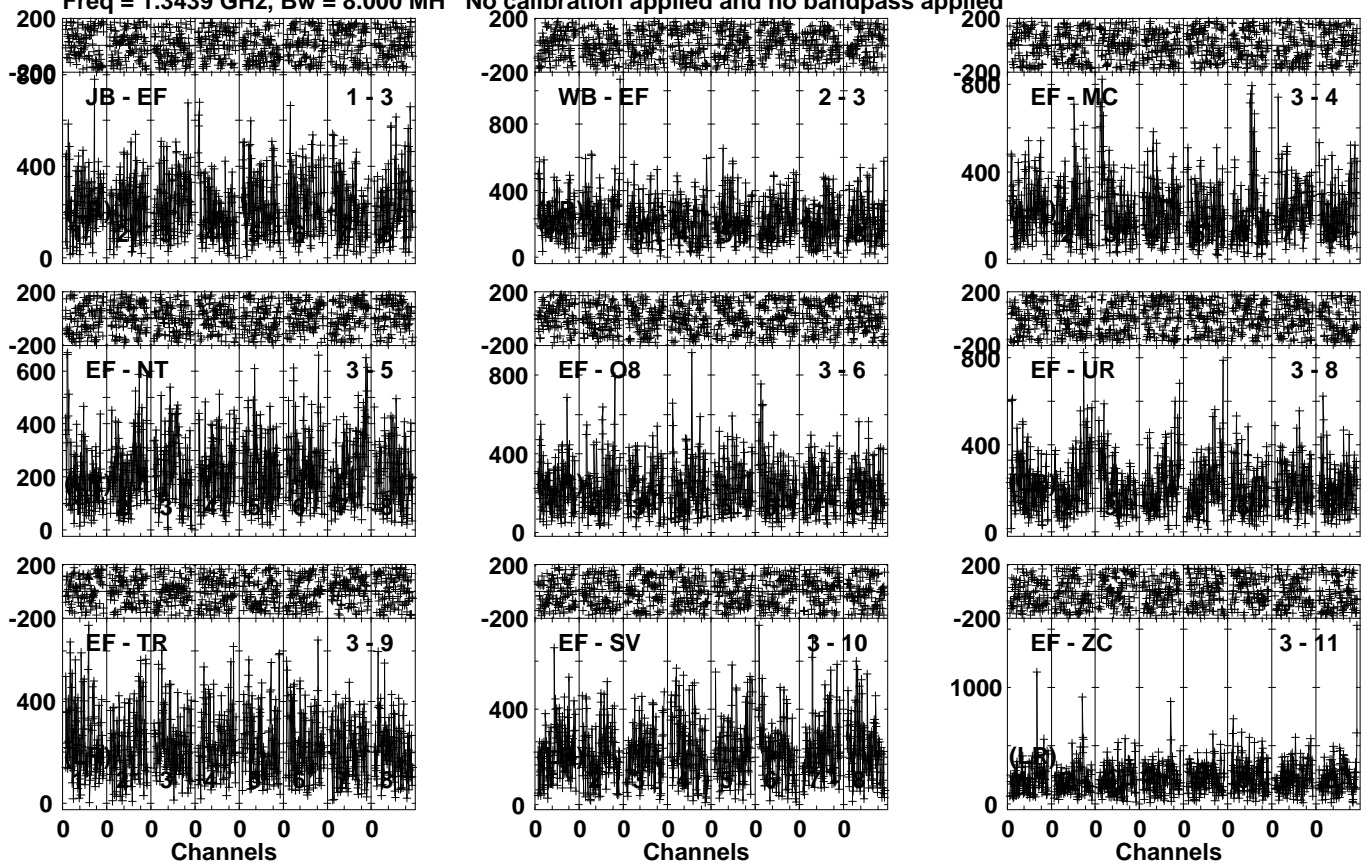 Freq = 1.3439 GHz, Bw = 8.000 MH No calibration applied and no bandpass applied
200 200 200
-200 -200 -200
800 800
JB - EF 1 - 3 WB - EF 2 - 3 EF - MC 3 - 4
800
400 400 400
0 0 0
200 200 200
-200 -200 -200
600 800 800
EF - NT 3 - 5 EF - O8 3 - 6 EF - UR 3 - 8
400 400 400
200
0 0 0
200 200 200
-200 -200 -200
EF - TR 3 - 9 EF - SV 3 - 10 EF - ZC 3 - 11
400 400 1000
(LR)
0 0 0
0 0 0 0 0 0 0 0 0 0 0 0 0 0 0 0 0 0 0 0 0 0 0 0
Channels Channels Channels